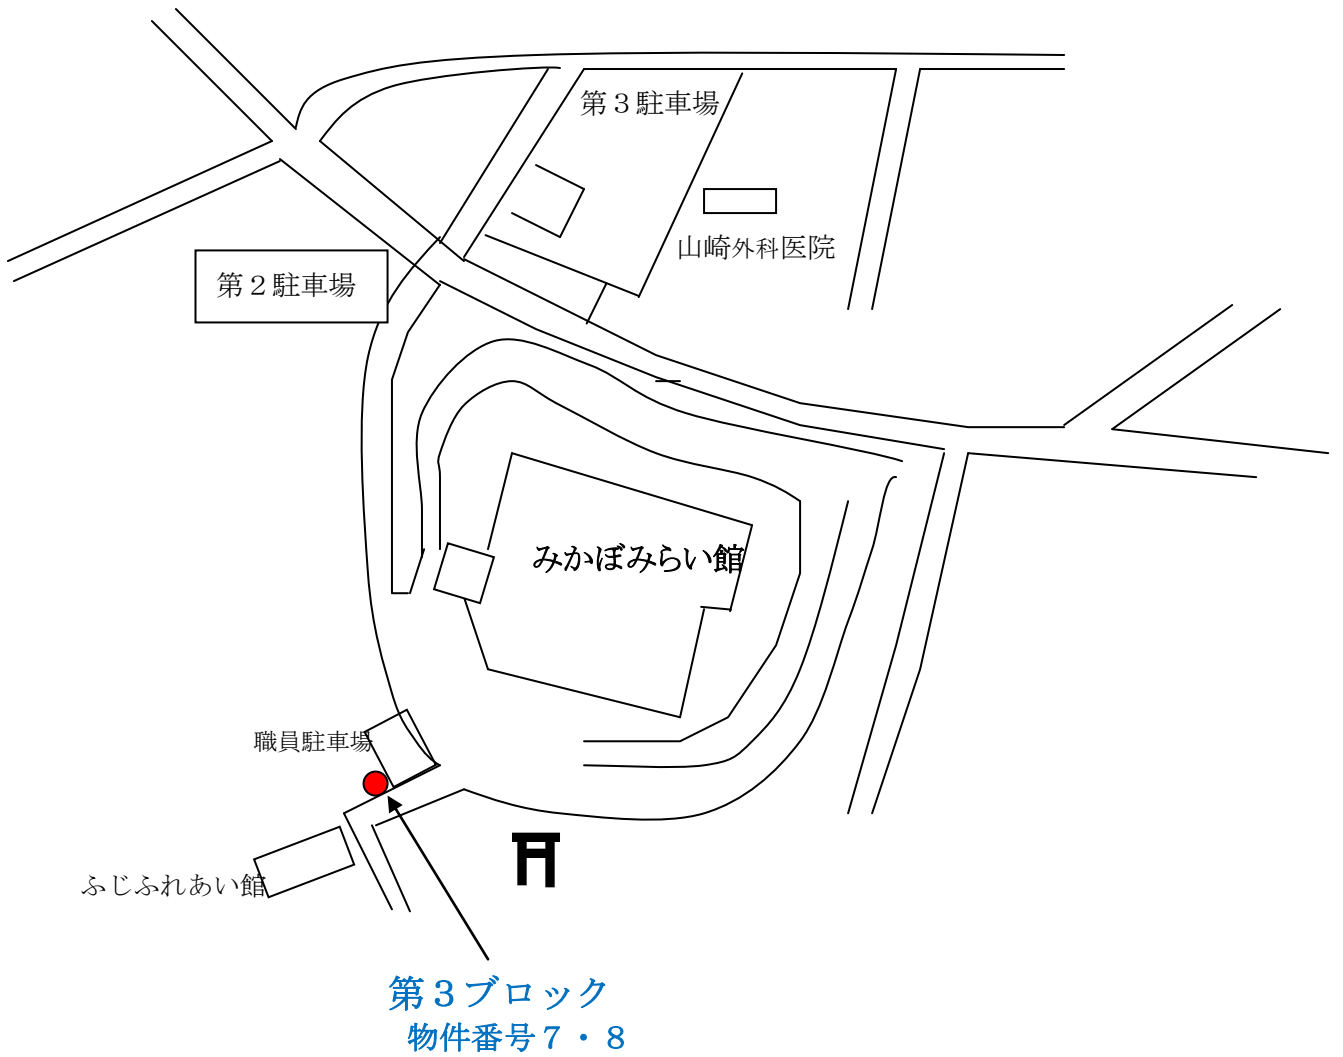 第３駐車場
山崎外科医院
第２駐車場
みかぼみらい館
職員駐車場
ふじふれあい館
第３ブロック
物件番号７・８